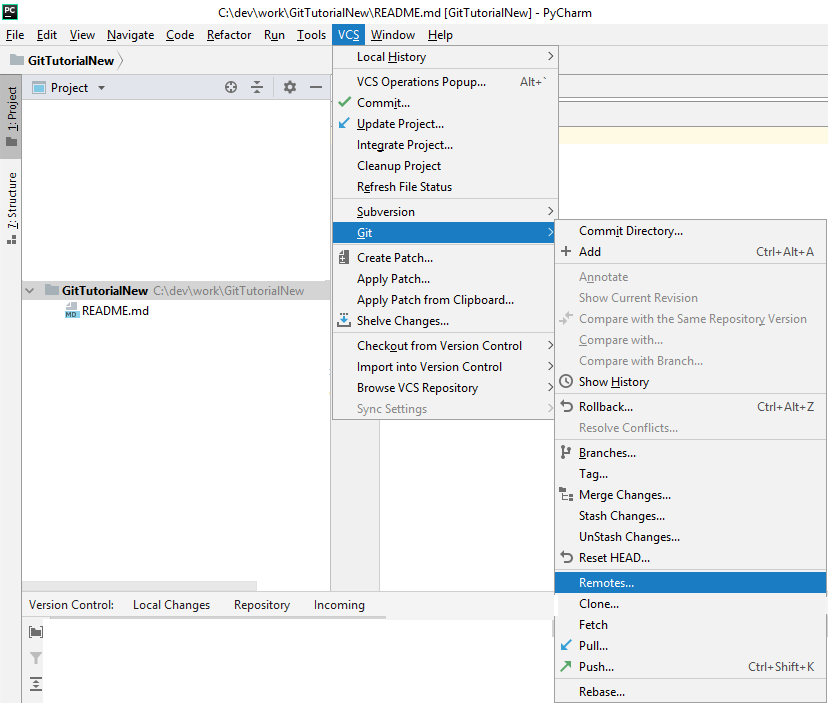 PC
C:\dev\work\GitTutorialNew\README.md [GitTutorialNew] - PyCharm
File Edit View Navigate Code Refactor Run Tools VCS Window Help
GitTutorialNew
1: Project
7: Structure
Project
GitTutorialNew C:\dev\work\GitTutorialNew
MD README.md
Local History
VCS Operations Popup... Alt+`
Commit...
Update Project...
Integrate Project...
Cleanup Project
Refresh File Status
Subversion
Git
Create Patch...
Apply Patch...
Apply Patch from Clipboard...
Shelve Changes...
Checkout from Version Control
Import into Version Control
Browse VCS Repository
Sync Settings
Commit Directory...
Add Ctrl+Alt+A
Annotate
Show Current Revision
Compare with the Same Repository Version
Compare with...
Compare with Branch...
Show History
Rollback... Ctrl+Alt+Z
Resolve Conflicts...
Branches...
Tag...
Merge Changes...
Stash Changes...
UnStash Changes...
Reset HEAD...
Remotes...
Clone...
Fetch
Pull...
Push... Ctrl+Shift+K
Rebase...
Version Control: Local Changes Repository Incoming